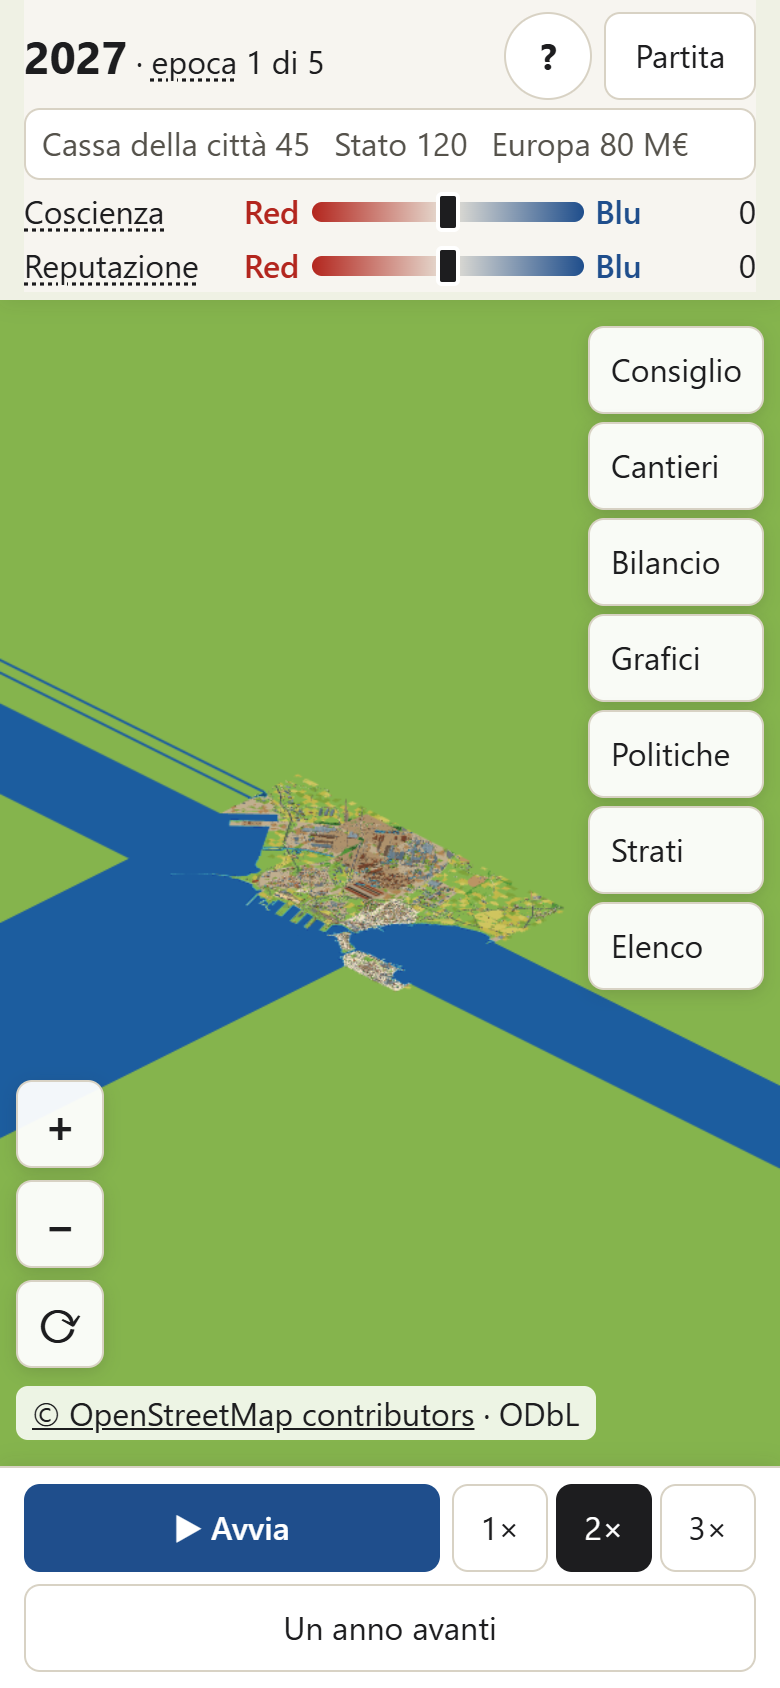 2027 · epoca 1 di 5
?
Partita
Cassa della città 45 Stato 120 Europa 80 M€
Coscienza Red Blu 0
Reputazione Red Blu 0
Consiglio
Cantieri
Bilancio
Grafici
Politiche
Strati
Elenco
+
−
© OpenStreetMap contributors · ODbL
▶ Avvia
1×
2×
3×
Un anno avanti